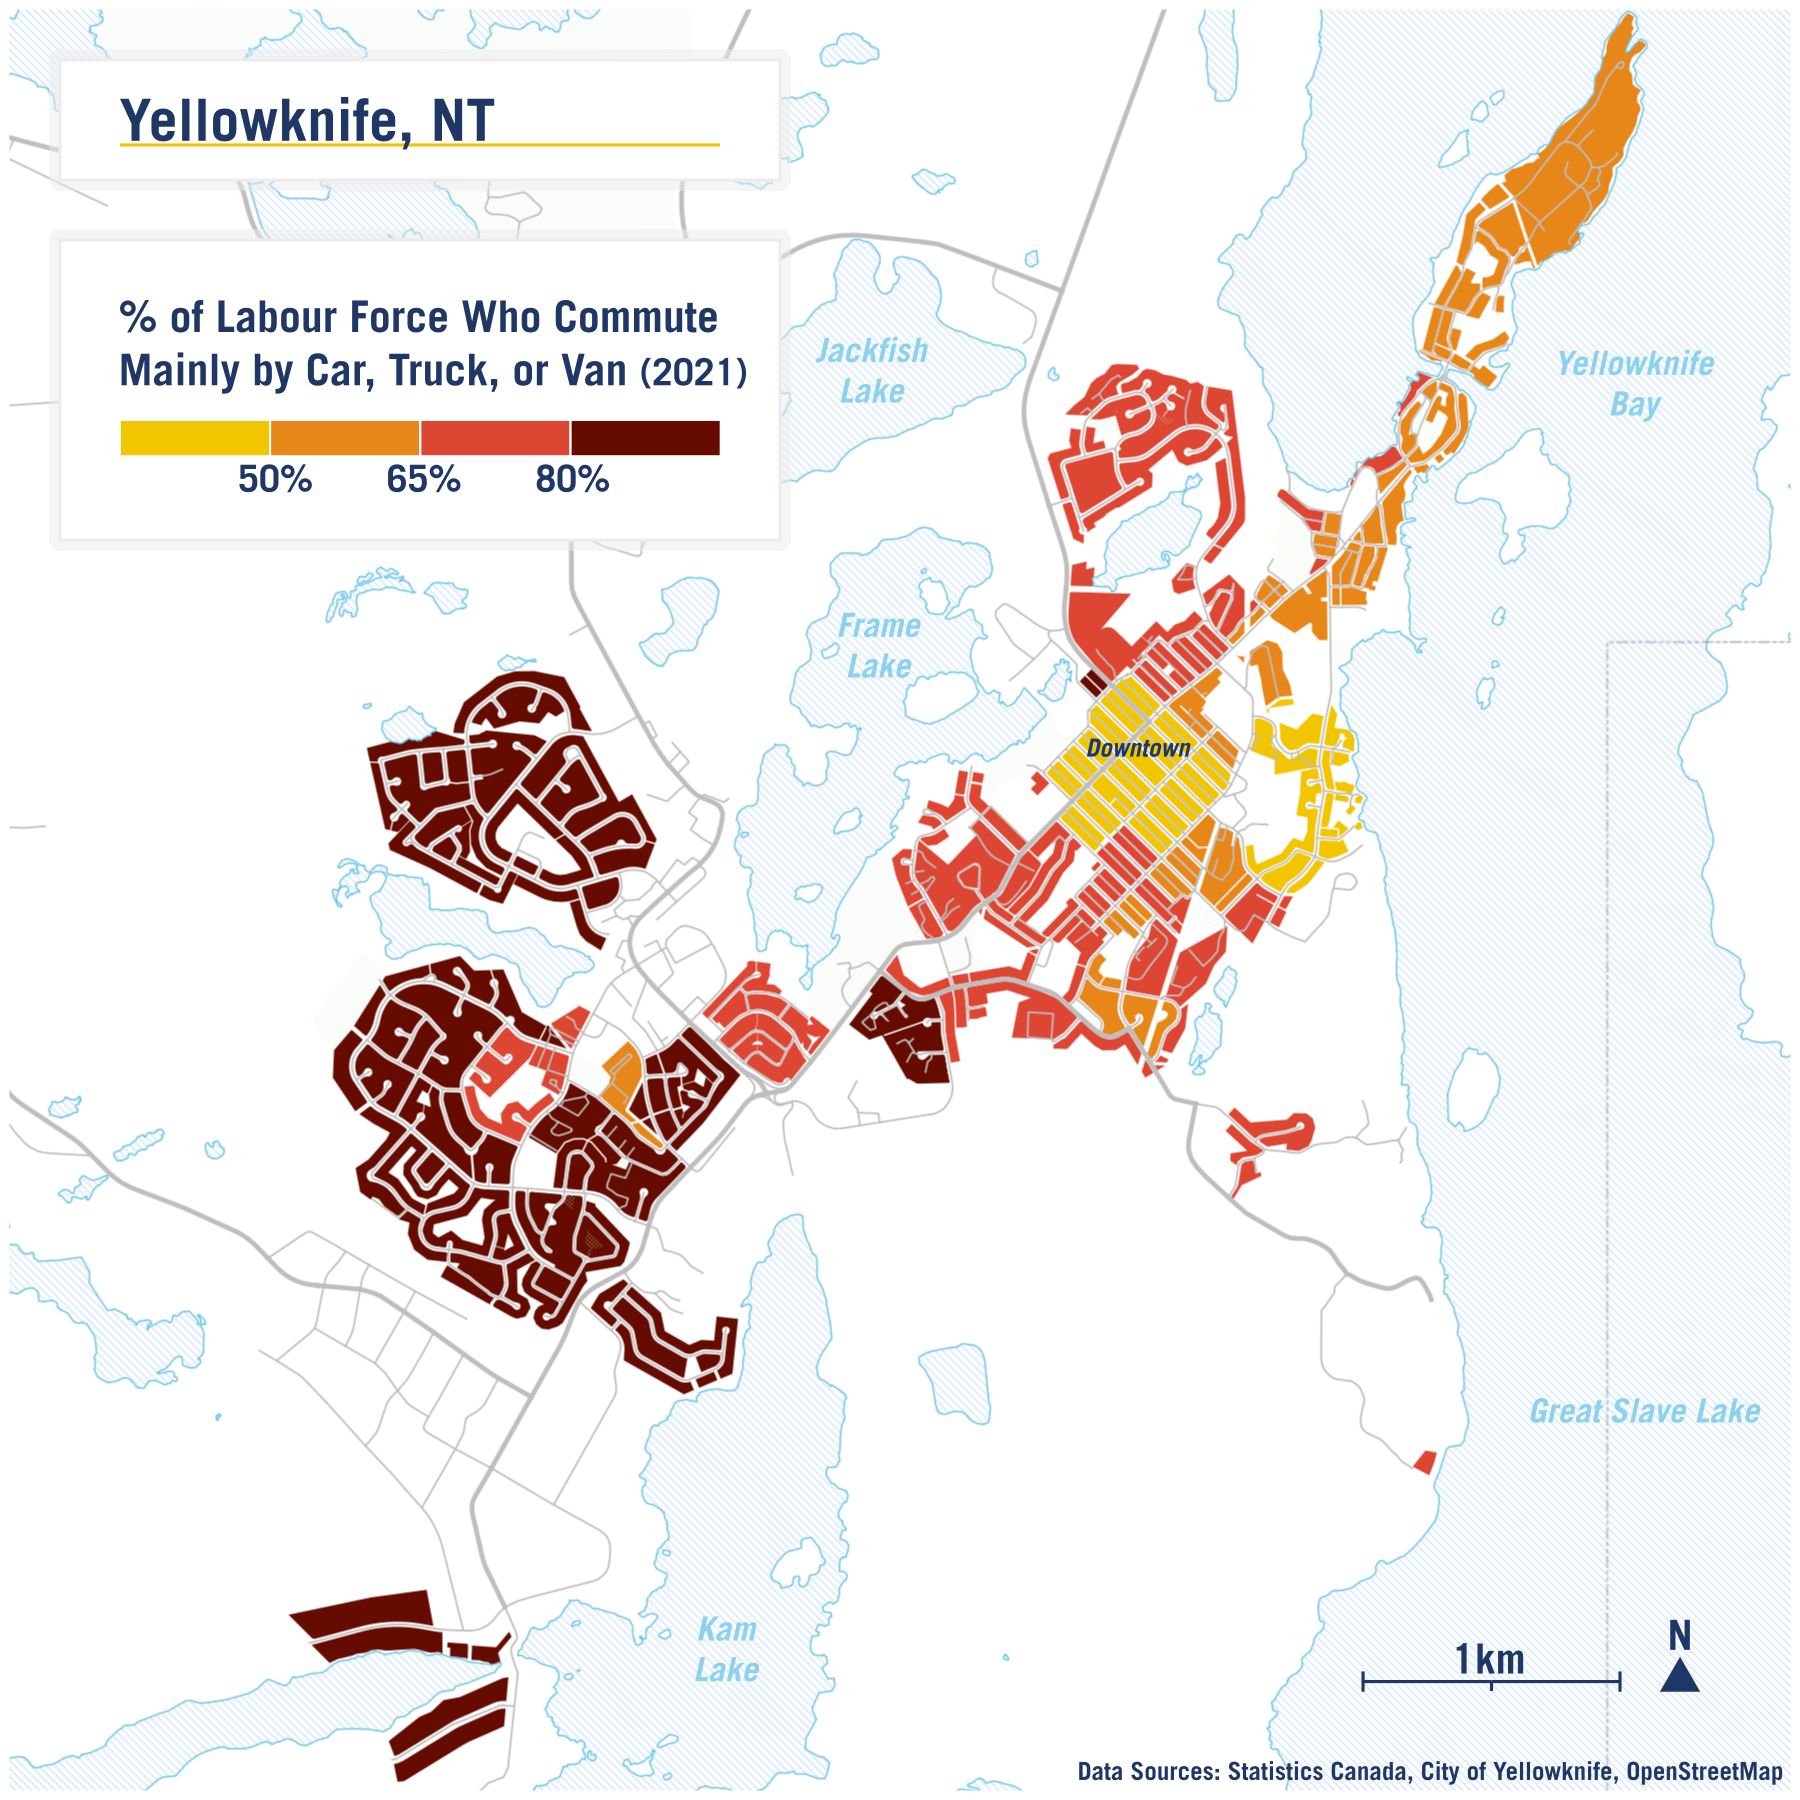 Yellowknife, NT
% of Labour Force Who Commute
Mainly by Car, Truck, or Van (2021)
50% 65% 80%
Jackfish
Lake
Yellowknife
Bay
Frame
Lake
Downtown
Great Slave Lake
Kam
Lake
1km
N
Data Sources: Statistics Canada, City of Yellowknife, OpenStreetMap